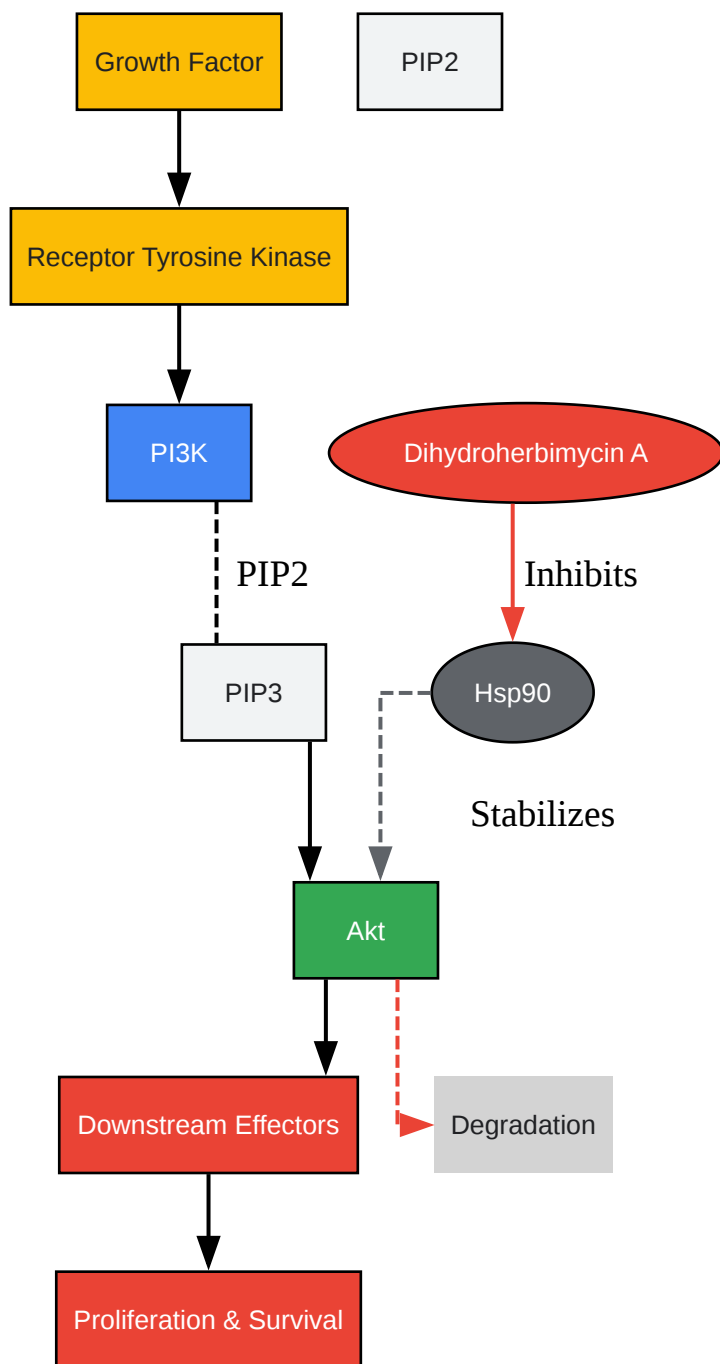 Growth Factor
PIP2
Receptor Tyrosine Kinase
PI3K
Dihydroherbimycin A
PIP2
Inhibits
PIP3
Hsp90
Stabilizes
Akt
Downstream Effectors
Degradation
Proliferation & Survival